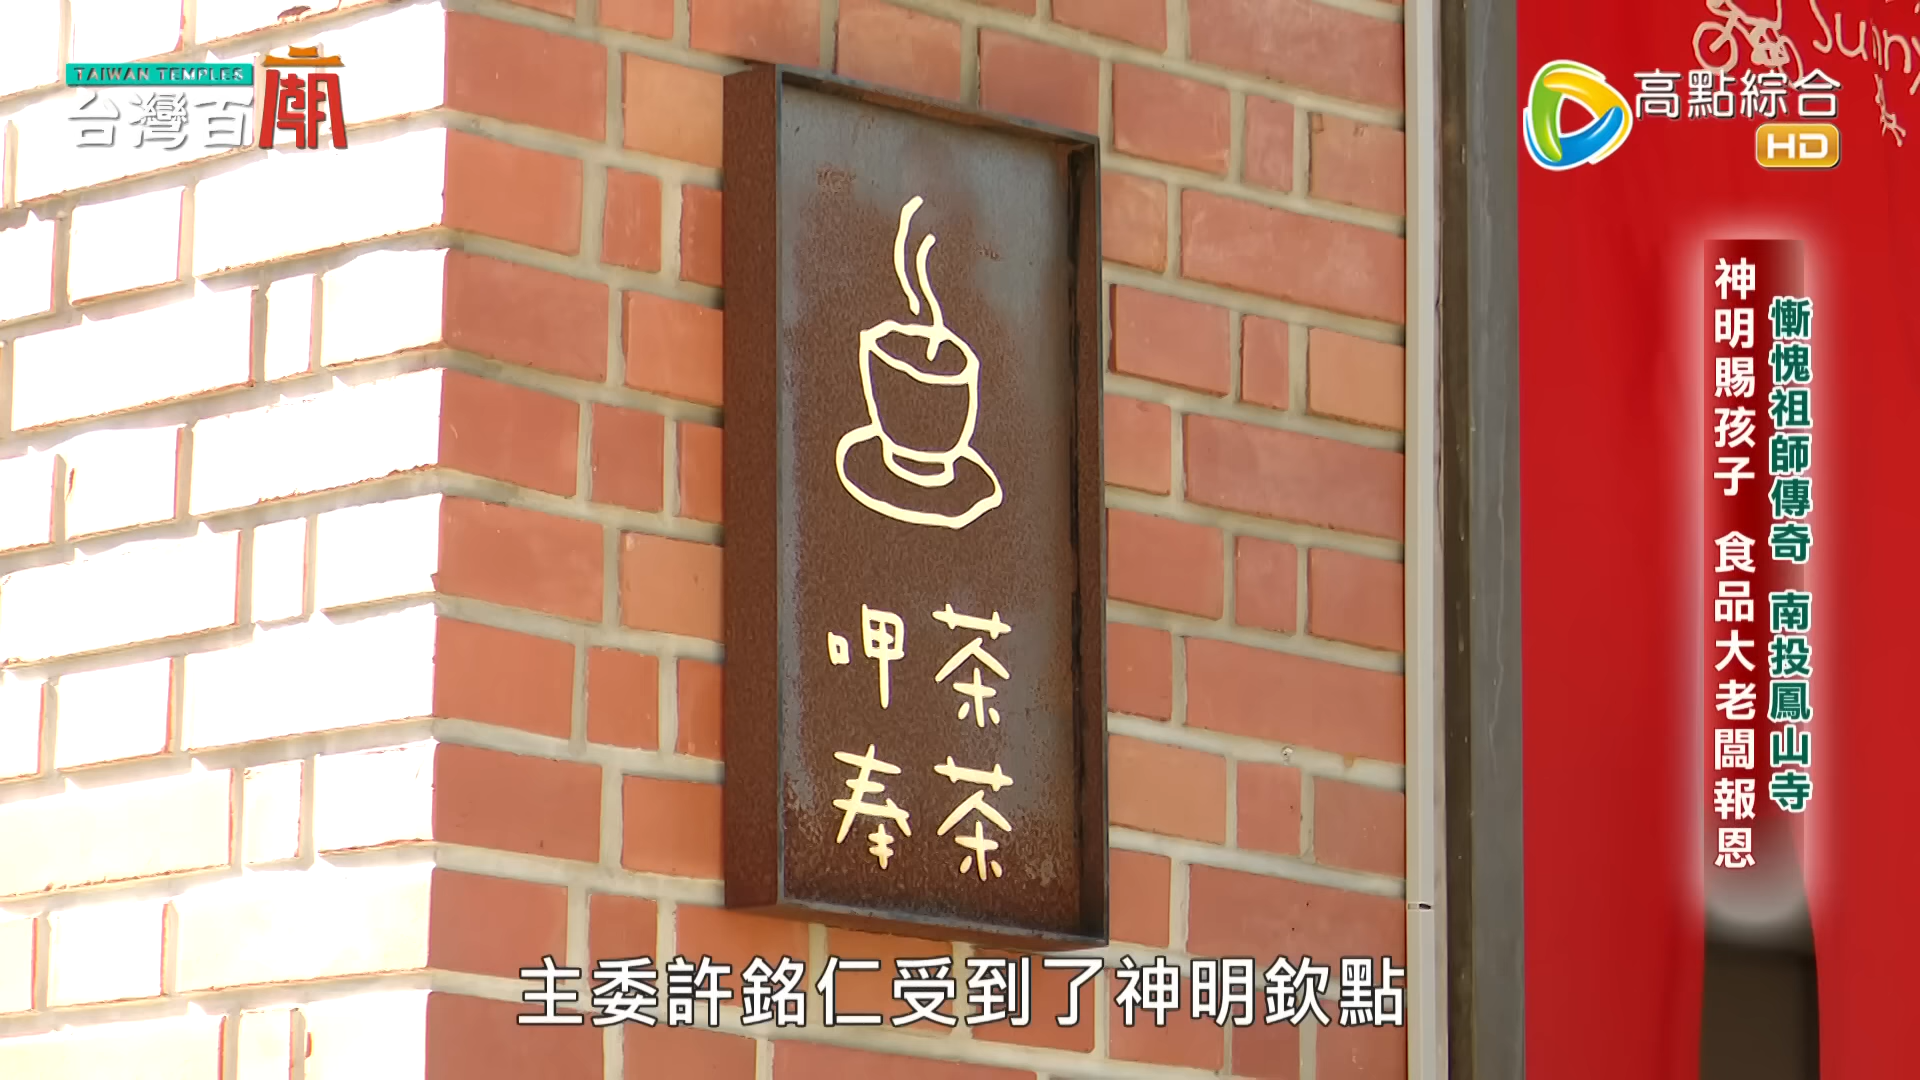 TAIWAN TEMPLES
台灣百廟
高點綜合
HD
Sunny
慚愧祖師傳奇 南投鳳山寺
神明賜孩子 食品大老闆報恩
茶茶
呷奉
主委許銘仁受到了神明欽點